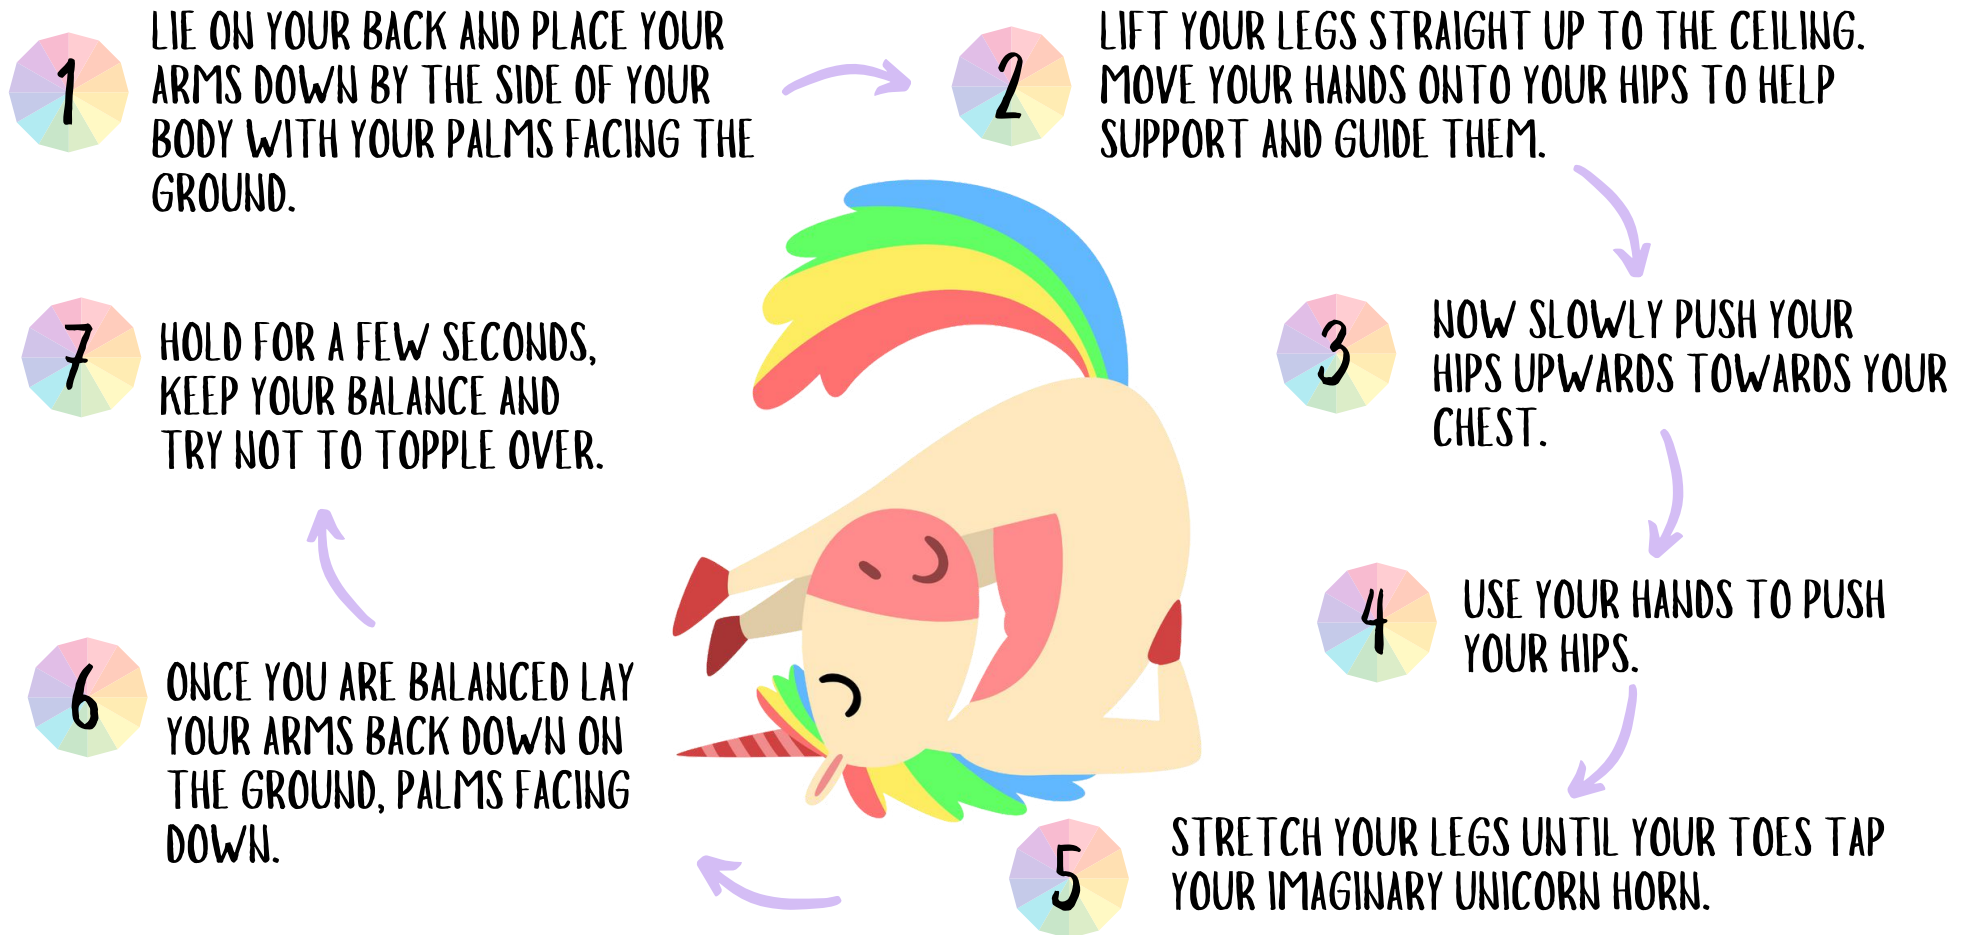 1
LIE ON YOUR BACK AND PLACE YOUR
ARMS DOWN BY THE SIDE OF YOUR
BODY WITH YOUR PALMS FACING THE
GROUND.
2
LIFT YOUR LEGS STRAIGHT UP TO THE CEILING.
MOVE YOUR HANDS ONTO YOUR HIPS TO HELP
SUPPORT AND GUIDE THEM.
3
NOW SLOWLY PUSH YOUR
HIPS UPWARDS TOWARDS YOUR
CHEST.
4
USE YOUR HANDS TO PUSH
YOUR HIPS.
5
STRETCH YOUR LEGS UNTIL YOUR TOES TAP
YOUR IMAGINARY UNICORN HORN.
6
ONCE YOU ARE BALANCED LAY
YOUR ARMS BACK DOWN ON
THE GROUND, PALMS FACING
DOWN.
7
HOLD FOR A FEW SECONDS,
KEEP YOUR BALANCE AND
TRY NOT TO TOPPLE OVER.